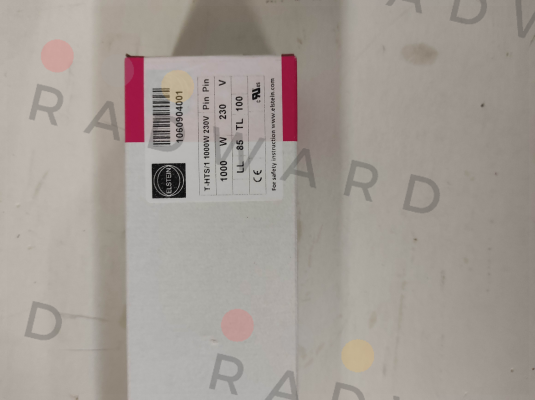 1060904001
ELSTEIN
T-HTS/1 1000W 230V Pin Pin
1000 W 230 V
LL 85 TL 100
CE
For safety instruction www.elstein.com
RADWARD
D
RADWARD